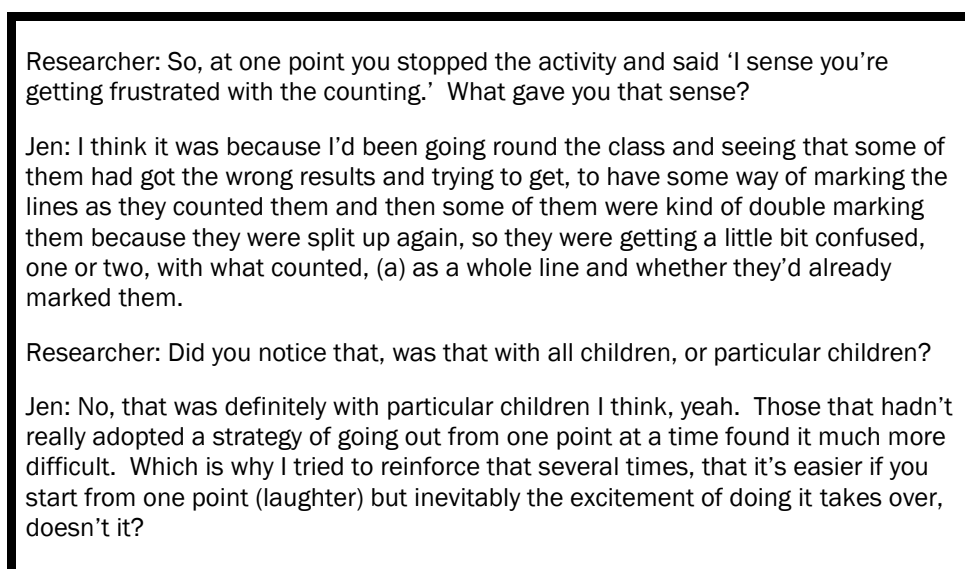 Researcher: So, at one point you stopped the activity and said ‘I sense you’re
getting frustrated with the counting.’  What gave you that sense?
Jen: I think it was because I’d been going round the class and seeing that some of
them had got the wrong results and trying to get, to have some way of marking the
lines as they counted them and then some of them were kind of double marking
them because they were split up again, so they were getting a little bit confused,
one or two, with what counted, (a) as a whole line and whether they’d already
marked them.
Researcher: Did you notice that, was that with all children, or particular children?
Jen: No, that was definitely with particular children I think, yeah.  Those that hadn’t
really adopted a strategy of going out from one point at a time found it much more
difficult.  Which is why I tried to reinforce that several times, that it’s easier if you
start from one point (laughter) but inevitably the excitement of doing it takes over,
doesn’t it?